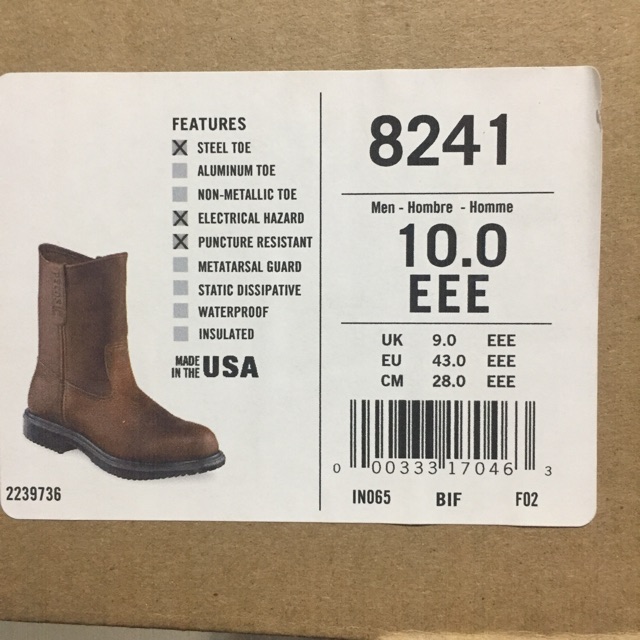 FEATURES
STEEL TOE
ALUMINUM TOE
NON-METALLIC TOE
ELECTRICAL HAZARD
PUNCTURE RESISTANT
METATARSAL GUARD
STATIC DISSIPATIVE
WATERPROOF
INSULATED
MADE IN THE USA
2239736
8241
Men - Hombre - Homme
10.0
EEE
UK 9.0 EEE
EU 43.0 EEE
CM 28.0 EEE
0 00333 17046 3
IN065 BIF F02